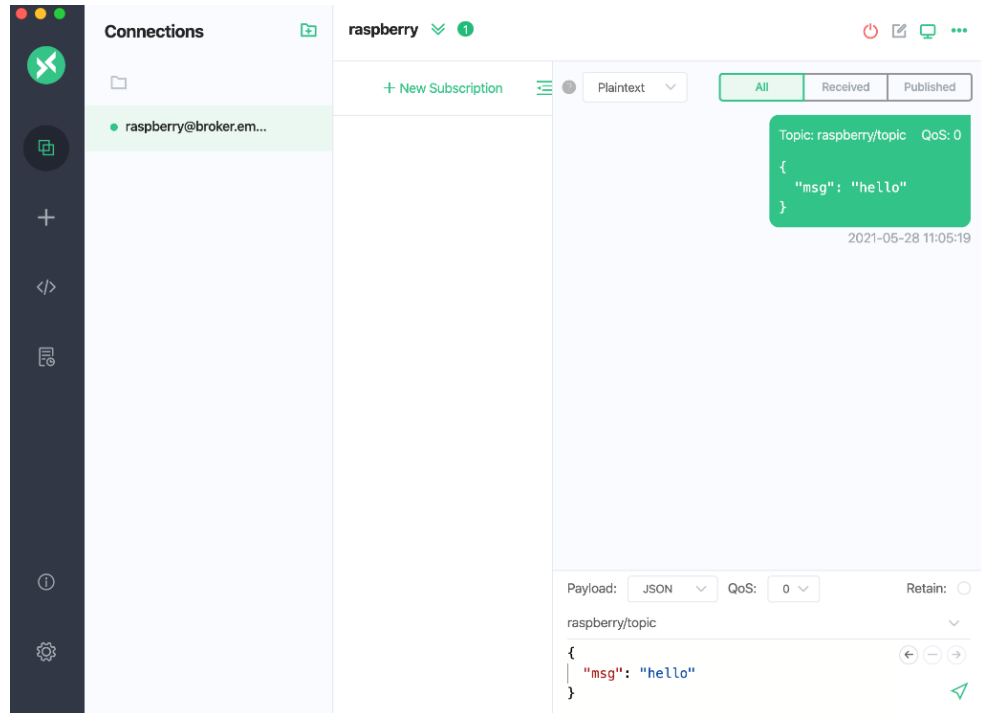 Connections
raspberry@broker.em...
raspberry 1
+ New Subscription
Plaintext
All Received Published
Topic: raspberry/topic QoS: 0
{
"msg": "hello"
}
2021-05-28 11:05:19
Payload: JSON QoS: 0 Retain:
raspberry/topic
{
"msg": "hello"
}